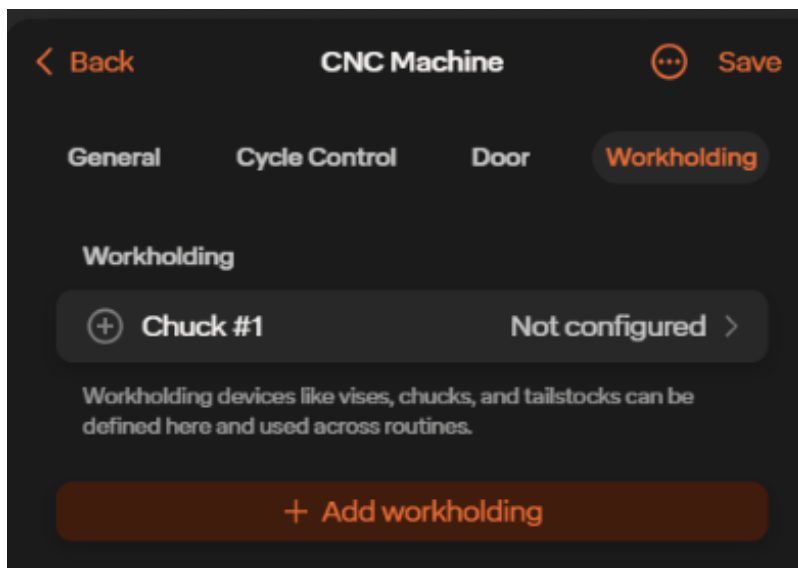 Back CNC Machine Save
General Cycle Control Door Workholding
Workholding
Chuck #1 Not configured
Workholding devices like vises, chucks, and tailstocks can be
defined here and used across routines.
+ Add workholding